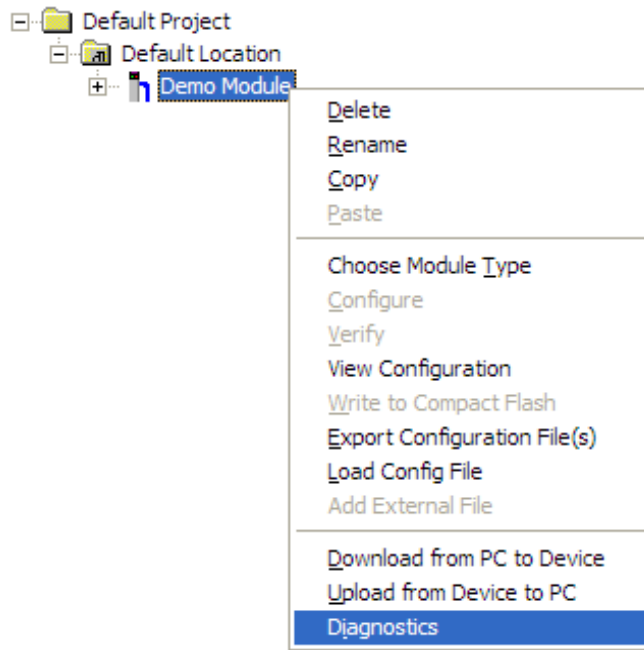 Default Project
Default Location
Demo Module
Delete
Rename
Copy
Paste
Choose Module Type
Configure
Verify
View Configuration
Write to Compact Flash
Export Configuration File(s)
Load Config File
Add External File
Download from PC to Device
Upload from Device to PC
Diagnostics